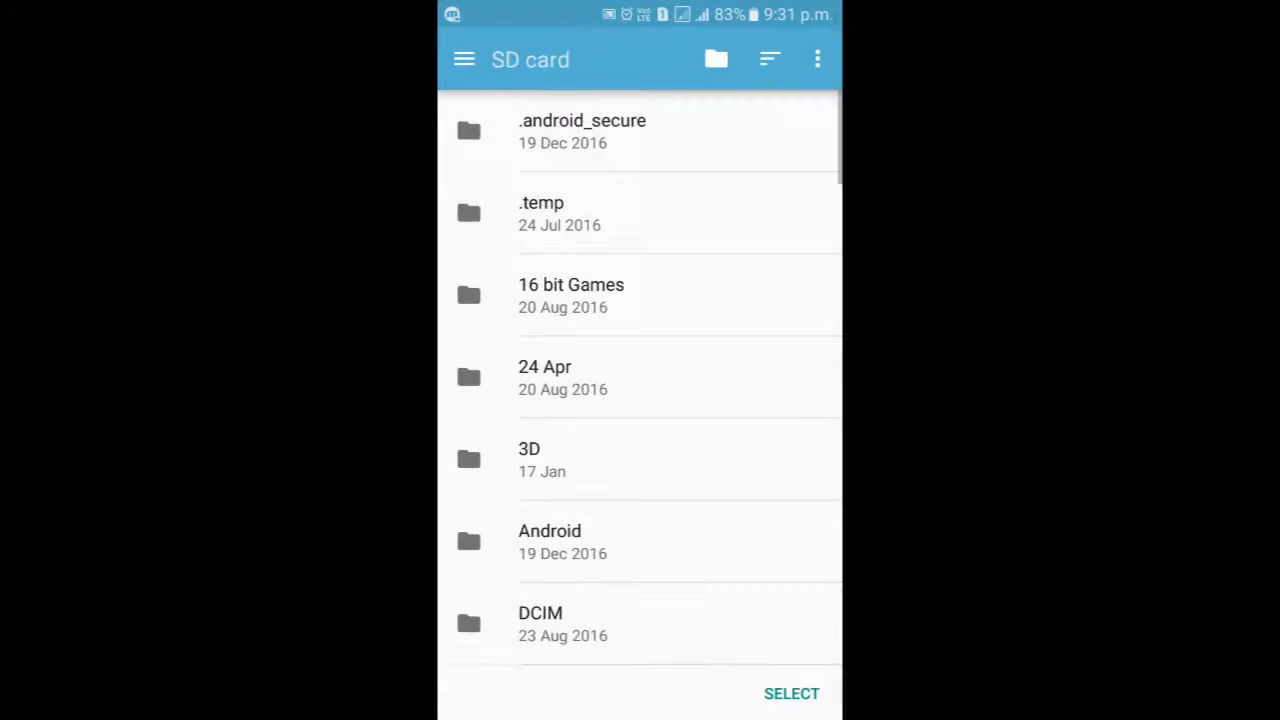 83% 9:31 p.m.
SD card
.android_secure
19 Dec 2016
.temp
24 Jul 2016
16 bit Games
20 Aug 2016
24 Apr
20 Aug 2016
3D
17 Jan
Android
19 Dec 2016
DCIM
23 Aug 2016
SELECT